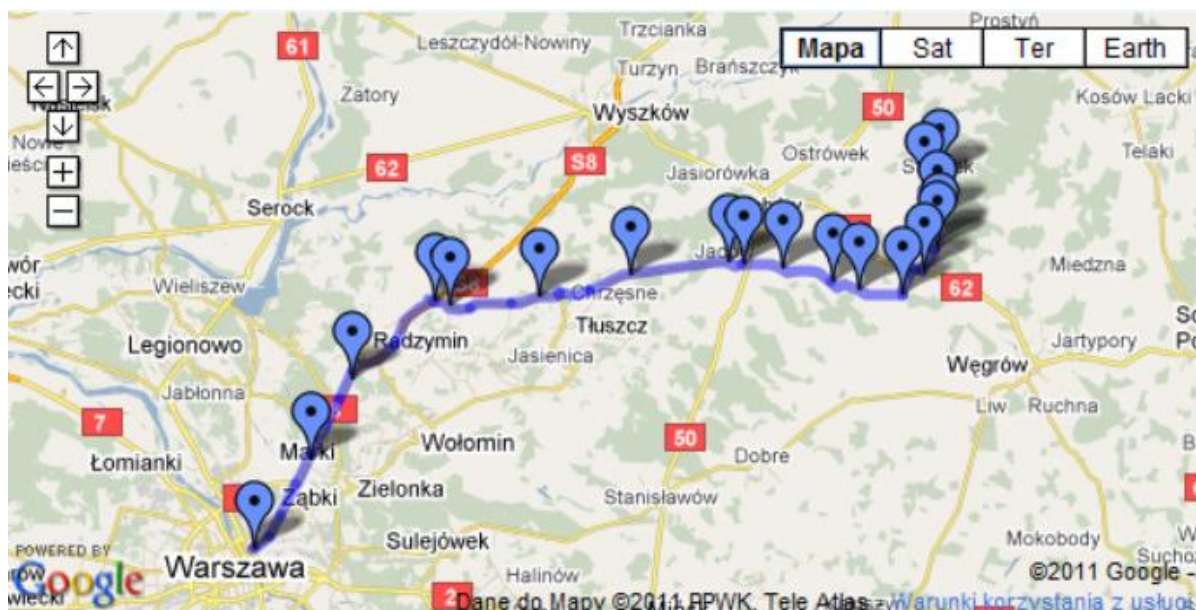 Prostyń
Trzcianka
61
Leszczydół-Nowiny
Mapa
Sat
Ter
Earth
Turzyn
Brańszczyk
Zatory
Kosów Lacki
Nowe
Wyszków
50
Telaki
62
S8
Ostrówek
Jasiorówka
Serock
Wieliszew
62
Miedzna
Chrzęsne
Tłuszcz
Radzymin
Legionowo
Jasienica
Jartypory
Węgrów
Jabłonna
7
Liw
Ruchna
Marki
Wołomin
50
Łomianki
Dobre
Ząbki
Zielonka
Stanisławów
Sulejówek
Mokobody
POWERED BY
Google
Warszawa
Halinów
©2011 Google -
Dane do Mapy ©2011 PPWK, Tele Atlas -
Warunki korzystania z usługi